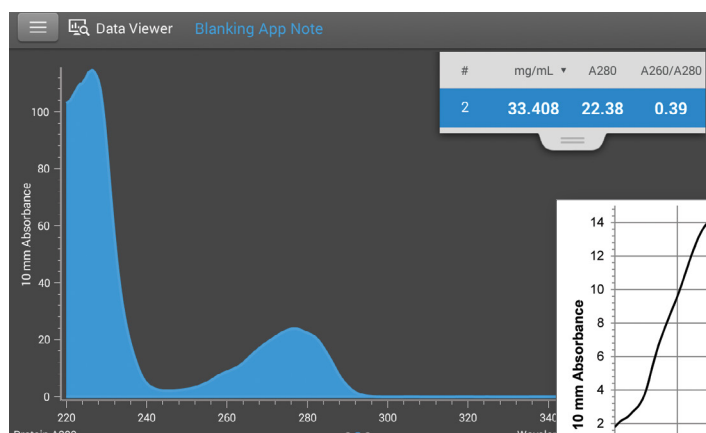 Data Viewer Blanking App Note
# mg/mL A280 A260/A280
2 33.408 22.38 0.39
10 mm Absorbance
100
80
60
40
20
0
220 240 260 280 300 320 340
Protein A280
10 mm Absorbance
14
12
10
8
6
4
2